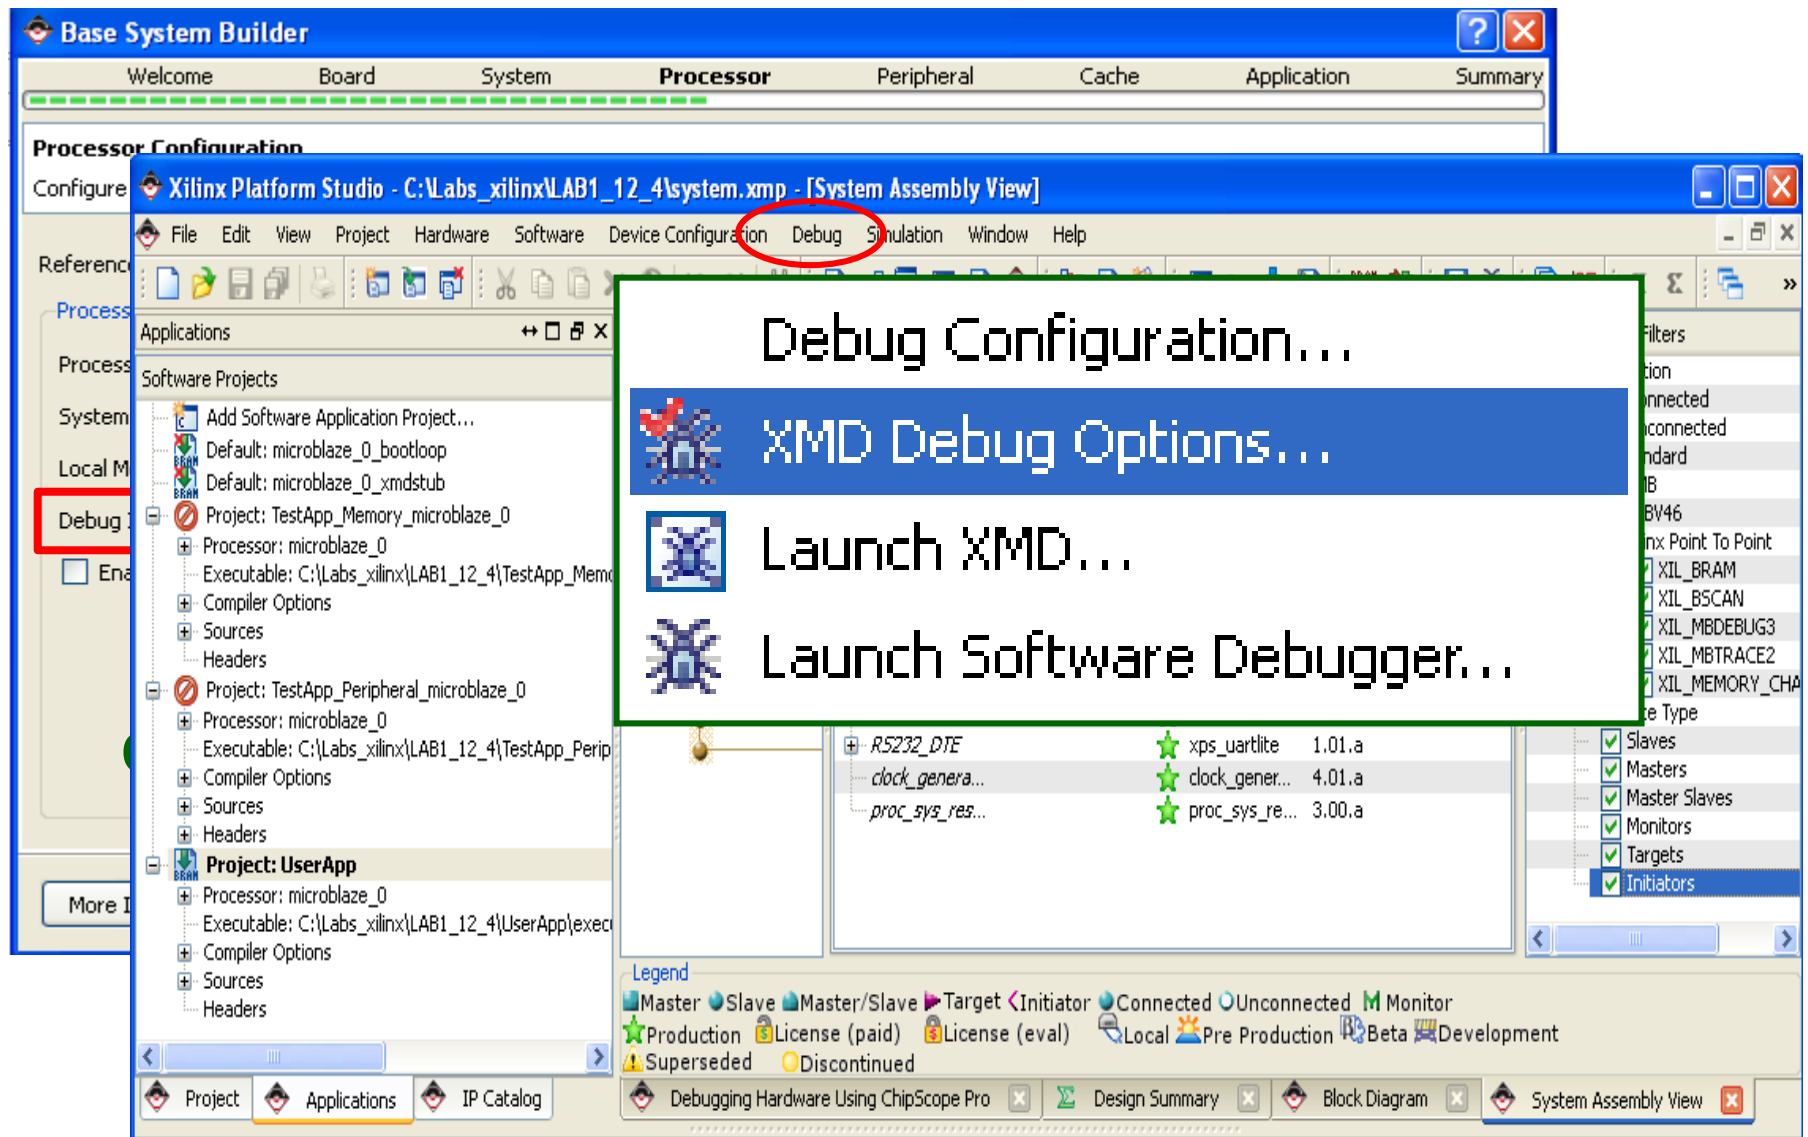 Base System Builder
Welcome Board System Processor Peripheral Cache Application Summary
Processor Configuration
Configure
Xilinx Platform Studio - C:\Labs_xilinx\LAB1_12_4\system.xmp - [System Assembly View]
File Edit View Project Hardware Software Device Configuration Debug Simulation Window Help
Reference
Process
Process
System
Local M
Debug
Ena
More I
Applications
Software Projects
Add Software Application Project...
Default: microblaze_0_bootloop
Default: microblaze_0_xmdstub
Project: TestApp_Memory_microblaze_0
Processor: microblaze_0
Executable: C:\Labs_xilinx\LAB1_12_4\TestApp_Memo
Compiler Options
Sources
Headers
Project: TestApp_Peripheral_microblaze_0
Processor: microblaze_0
Executable: C:\Labs_xilinx\LAB1_12_4\TestApp_Perip
Compiler Options
Sources
Headers
Project: UserApp
Processor: microblaze_0
Executable: C:\Labs_xilinx\LAB1_12_4\UserApp\execu
Compiler Options
Sources
Headers
Project Applications IP Catalog
Debug Configuration...
XMD Debug Options...
Launch XMD...
Launch Software Debugger...
RS232_DTE xps_uartlite 1.01.a
clock_genera... clock_gener... 4.01.a
proc_sys_res... proc_sys_re... 3.00.a
Filters
tion
nnected
connected
ndard
MB
BV46
nx Point To Point
XIL_BRAM
XIL_BSCAN
XIL_MBDEBUG3
XIL_MBTRACE2
XIL_MEMORY_CHA
ce Type
Slaves
Masters
Master Slaves
Monitors
Targets
Initiators
Legend
Master Slave Master/Slave Target Initiator Connected Unconnected M Monitor
Production License (paid) License (eval) Local Pre Production Beta Development
Superseded Discontinued
Debugging Hardware Using ChipScope Pro Design Summary Block Diagram System Assembly View